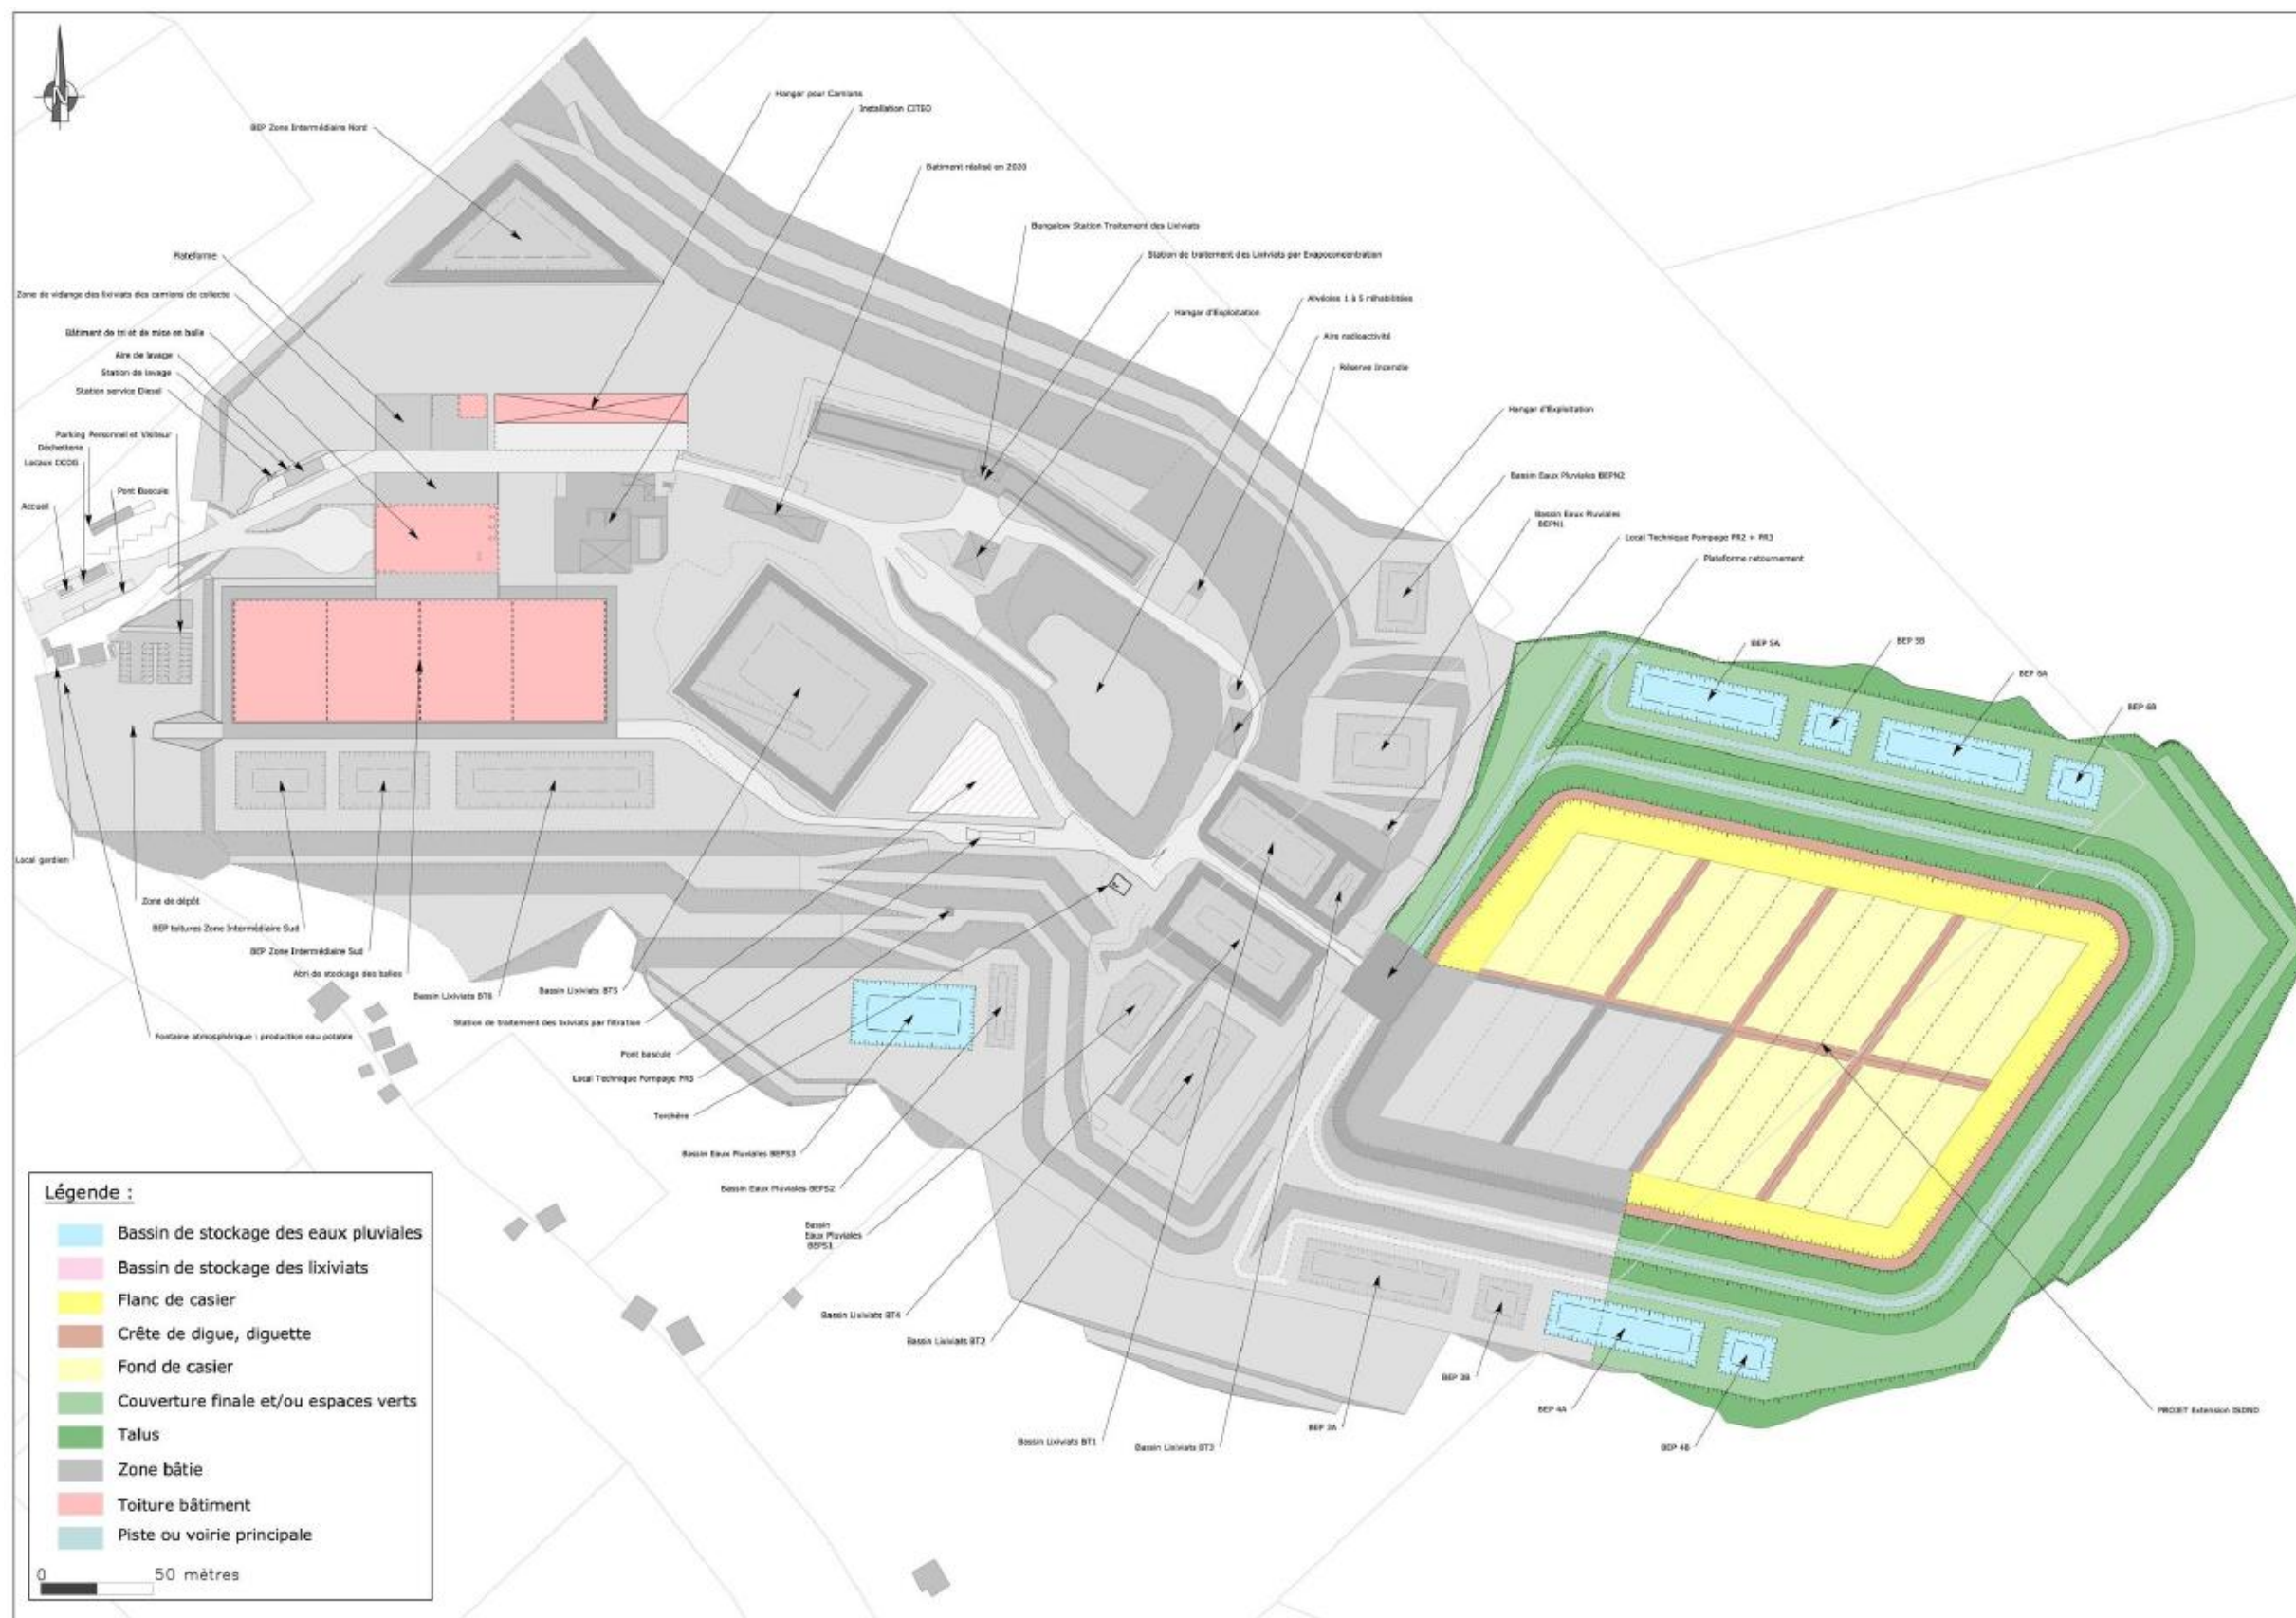 N
Hangar pour Camions
Installation CITEO
BEP Zone Intermédiaire Nord
Batiment réalisé en 2020
Bungalow Station Traitement des Lixiviats
Station de traitement des Lixiviats par Evapoconcentration
Plateforme
Zone de vidange des lixiviats des camions de collecte
Alvéoles 1 à 5 réhabilitées
Hangar d'Exploitation
Bâtiment de tri et de mise en balle
Aire radioactivité
Aire de lavage
Réserve Incendie
Station de lavage
Station service Diesel
Hangar d'Exploitation
Parking Personnel et Visiteur
Déchetterie
Locaux
Bassin Eaux Pluviales BEPN2
Pont Bascule
Accueil
Bassin Eaux Pluviales
BEPN1
Local Technique Pompage PR2 + PR3
Plateforme retournement
BEP 5A
BEP 5B
BEP 6A
BEP 6B
Local gardien
Zone de dépôt
BEP toitures Zone Intermédiaire Sud
BEP Zone Intermédiaire Sud
Abri de stockage des balles
Bassin Lixiviats BT6
Bassin Lixiviats BT5
Station de traitement des lixiviats par filtration
Fontaine atmosphérique : production eau potable
Pont bascule
Local Technique Pompage PR5
Torchère
Bassin Eaux Pluviales BEPS3
Bassin Eaux Pluviales BEPS2
Bassin
Eaux Pluviales
BEPS1
Bassin Lixiviats BT4
Bassin Lixiviats BT2
BEP 3B
BEP 4A
PROJET Extension ISDND
BEP 3A
Bassin Lixiviats BT1
Bassin Lixiviats BT3
BEP 4B
Légende :
Bassin de stockage des eaux pluviales
Bassin de stockage des lixiviats
Flanc de casier
Crête de digue, diguette
Fond de casier
Couverture finale et/ou espaces verts
Talus
Zone bâtie
Toiture bâtiment
Piste ou voirie principale
0 50 mètres